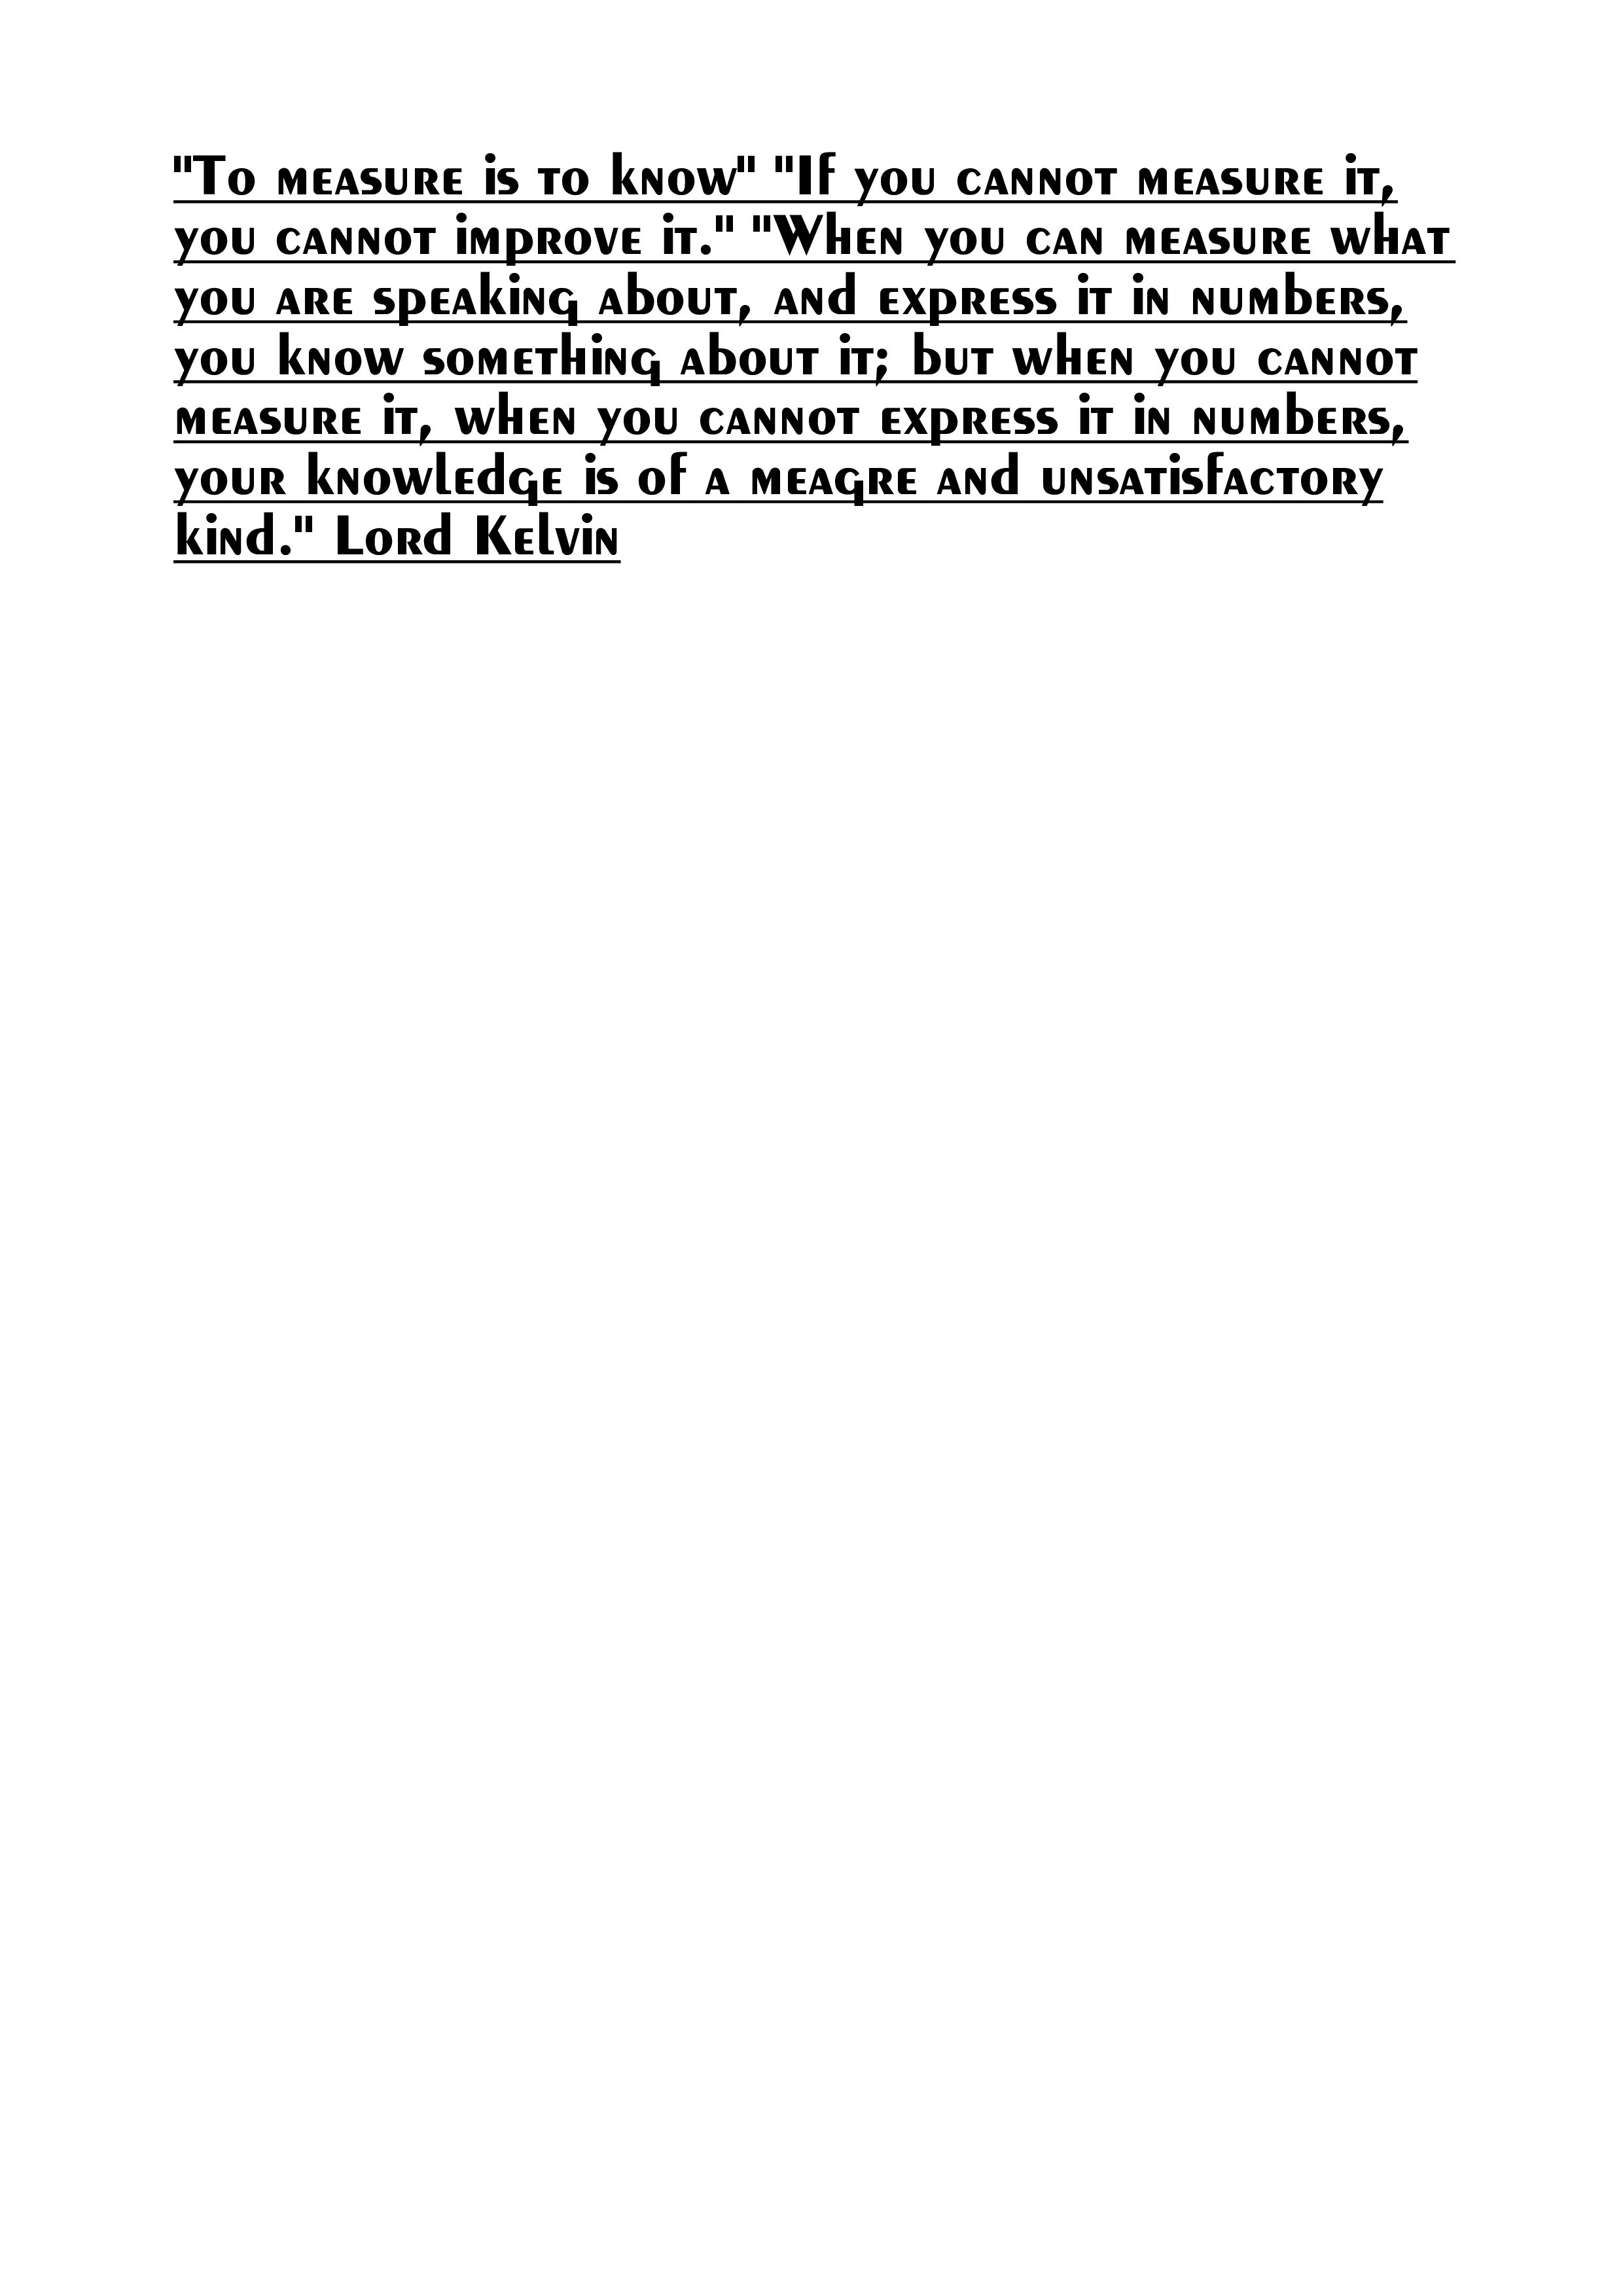 "To measure is to know" "If you cannot measure it,
you cannot improve it." "When you can measure what
you are speaking about, and express it in numbers,
you know something about it; but when you cannot
measure it, when you cannot express it in numbers,
your knowledge is of a meagre and unsatisfactory
kind." Lord Kelvin